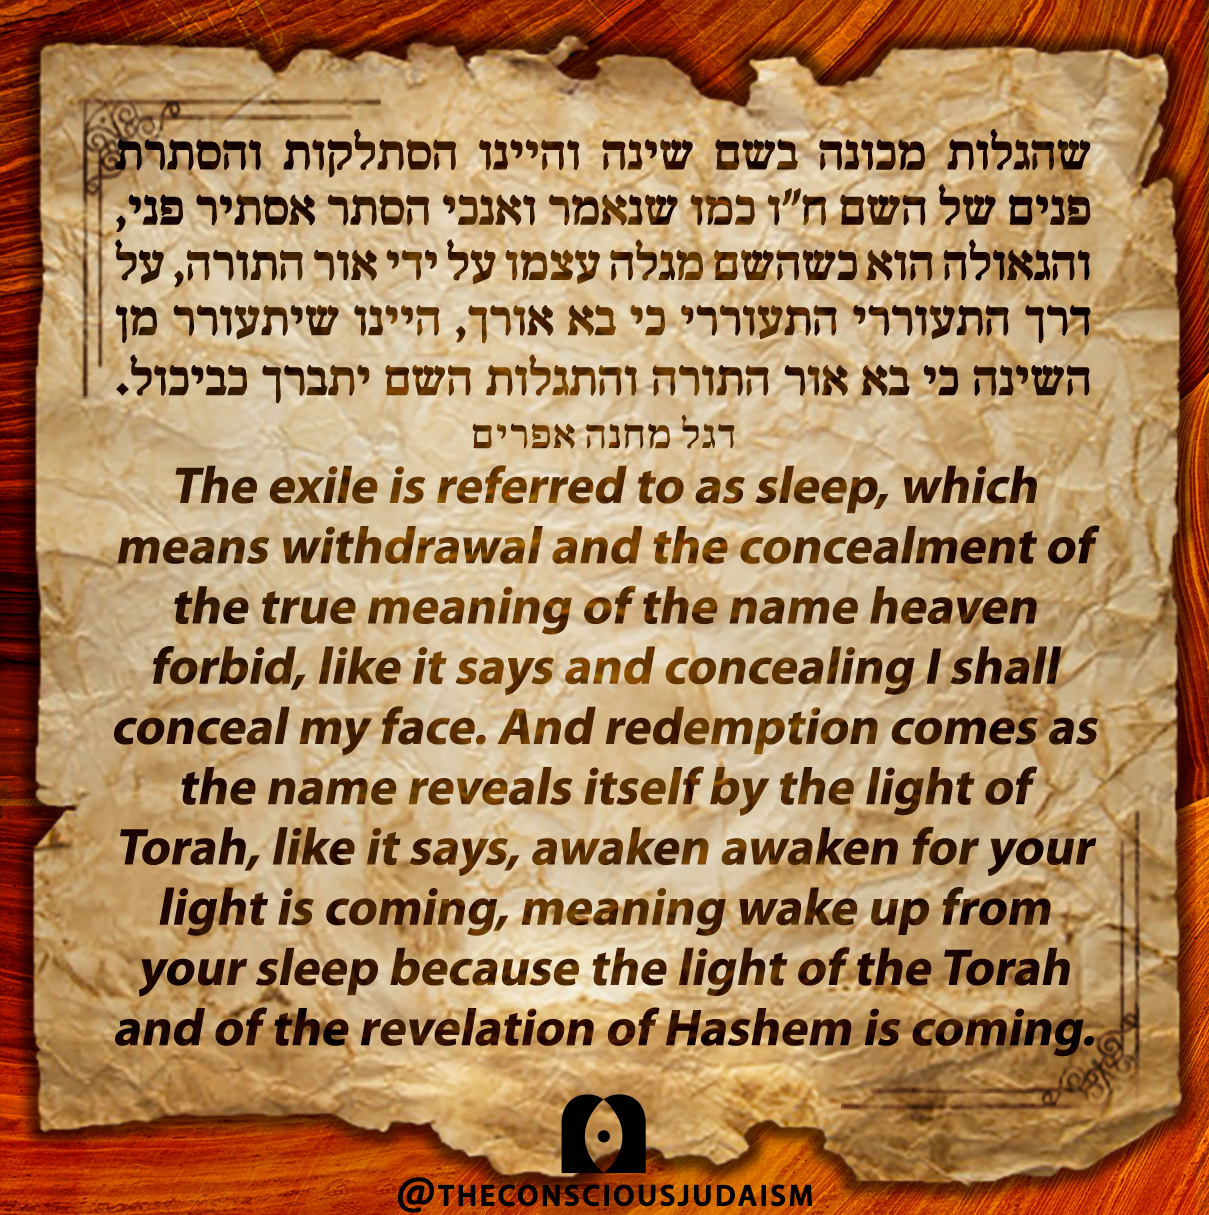 שהגלות מכונה בשם שינה והיינו הסתלקות והסתרת
פנים של השם ח"ו כמו שנאמר ואנכי הסתר אסתיר פני,
והגאולה הוא כשהשם מגלה עצמו על ידי אור התורה, על
דרך התעוררי התעוררי כי בא אורך, היינו שיתעורר מן
השינה כי בא אור התורה והתגלות השם יתברך כביכול.
דגל מחנה אפרים
The exile is referred to as sleep, which
means withdrawal and the concealment of
the true meaning of the name heaven
forbid, like it says and concealing I shall
conceal my face. And redemption comes as
the name reveals itself by the light of
Torah, like it says, awaken awaken for your
light is coming, meaning wake up from
your sleep because the light of the Torah
and of the revelation of Hashem is coming.
@THECONSCIOUSJUDAISM